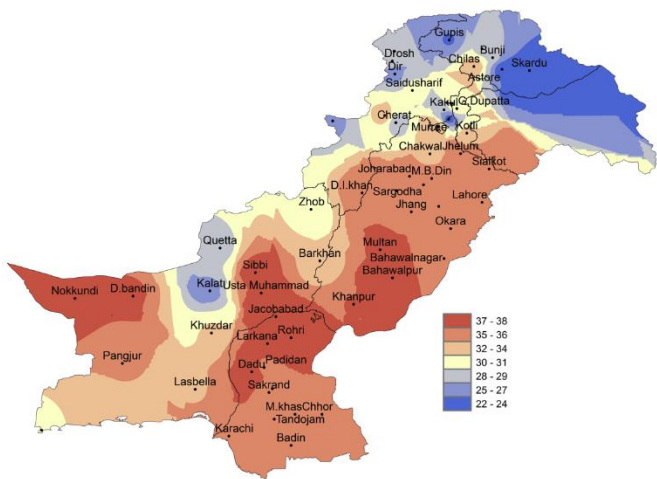 Gupis
Drosh
Bunji
Dir
Chilas
Skardu
Astore
Saidusharif
Kakul
G.Dupatta
Cherat
Murree
Kotli
Chakwal
Jhelum
Sialkot
Joharabad
M.B.Din
D.I.khan
Sargodha
Lahore
Zhob
Jhang
Okara
Quetta
Multan
Barkhan
Bahawalnagar
Sibbi
Bahawalpur
Kalat
Usta Muhammad
Nokkundi
D.bandin
Khanpur
Jacobabad
Khuzdar
Rohri
Larkana
Panjgur
Padidan
Dadu
Lasbella
Sakrand
M.khas
Chhor
Tandojam
Karachi
Badin
37 - 38
35 - 36
32 - 34
30 - 31
28 - 29
25 - 27
22 - 24